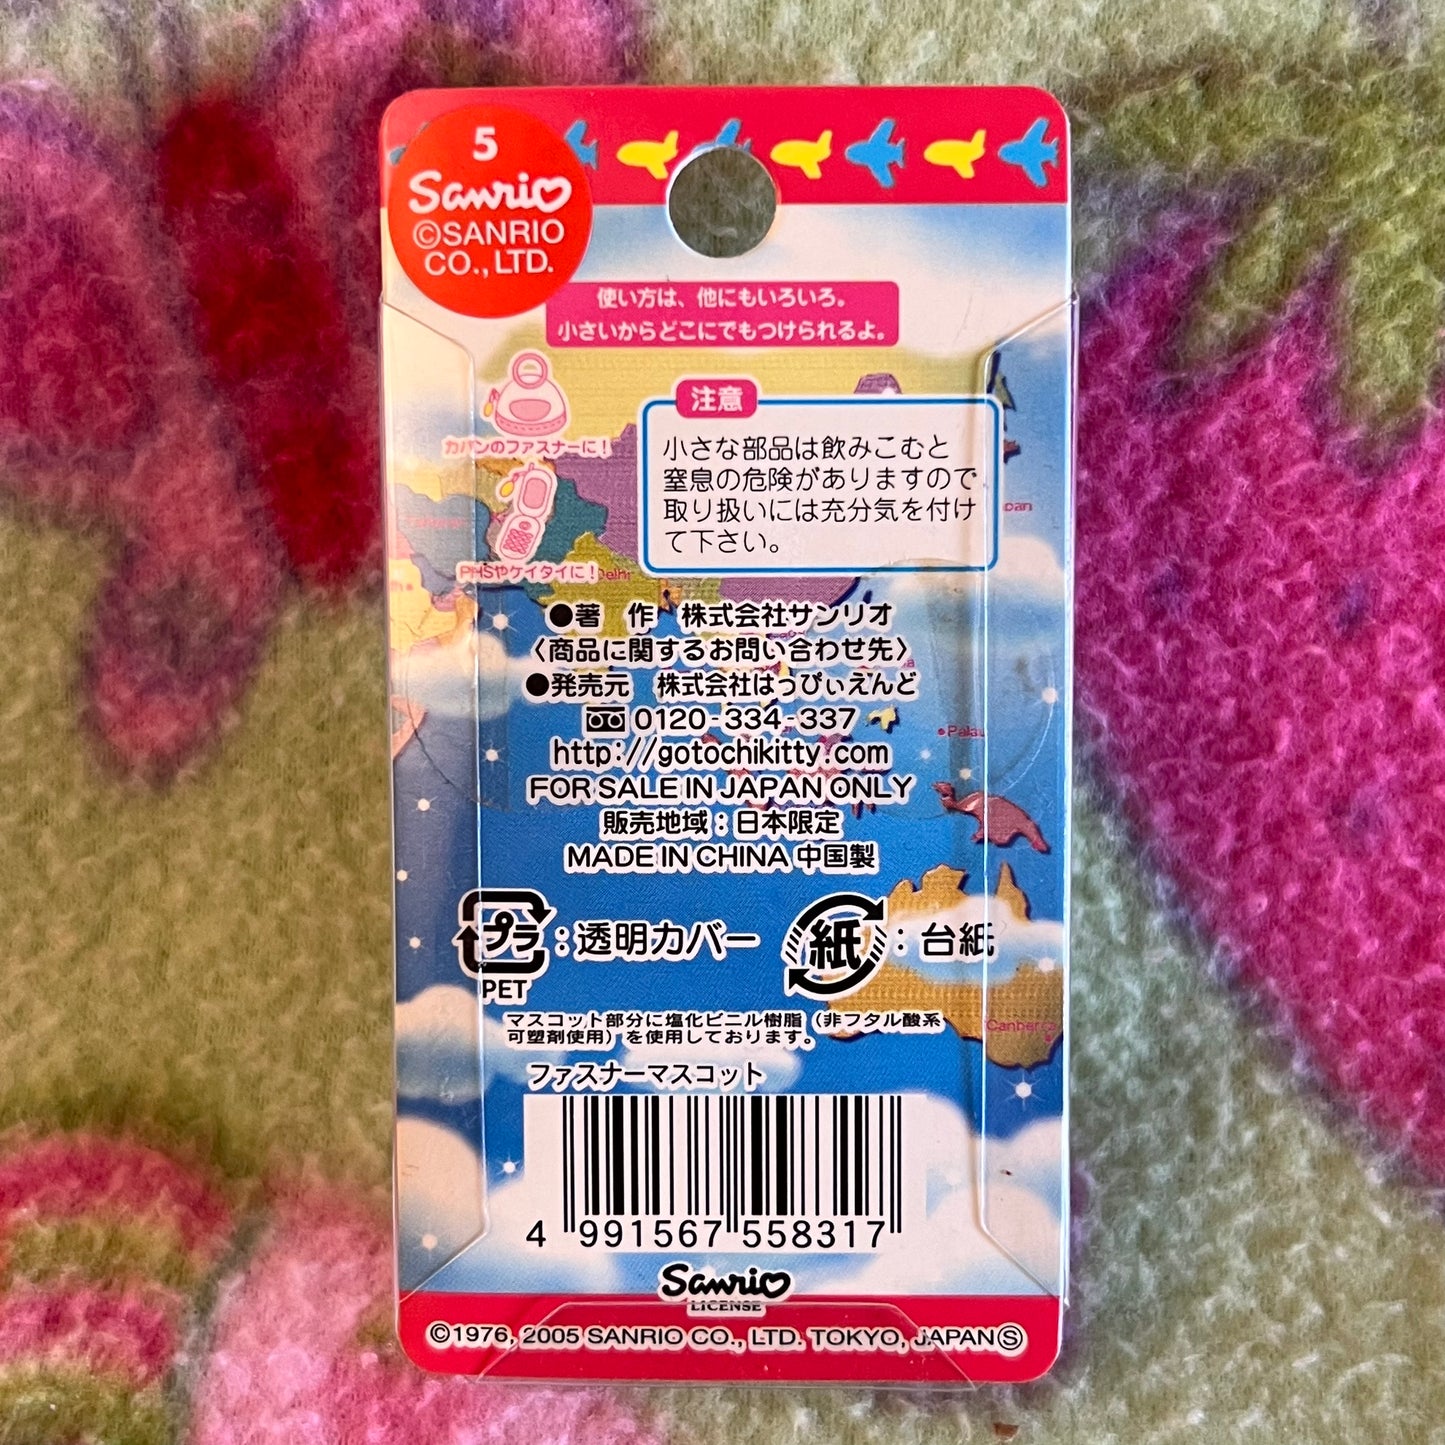 5
Sanrio
©SANRIO
CO., LTD.
使い方は、他にもいろいろ。
小さいからどこにでもつけられるよ。
カバンのファスナーに!
PHSやケイタイに!
注意
小さな部品は飲みこむと
窒息の危険がありますので
取り扱いには充分気を付け
て下さい。
Delhi
●著 作 株式会社サンリオ
〈商品に関するお問い合わせ先〉
●発売元 株式会社はっぴぃえんど
0120-334-337
http://gotochikitty.com
Palau
FOR SALE IN JAPAN ONLY
販売地域:日本限定
MADE IN CHINA 中国製
プラ:透明カバー 紙:台紙
PET
マスコット部分に塩化ビニル樹脂(非フタル酸系
可塑剤使用)を使用しております。
Canberra
ファスナーマスコット
4 991567 558317
Sanrio
LICENSE
©1976, 2005 SANRIO CO., LTD. TOKYO, JAPAN Ⓢ